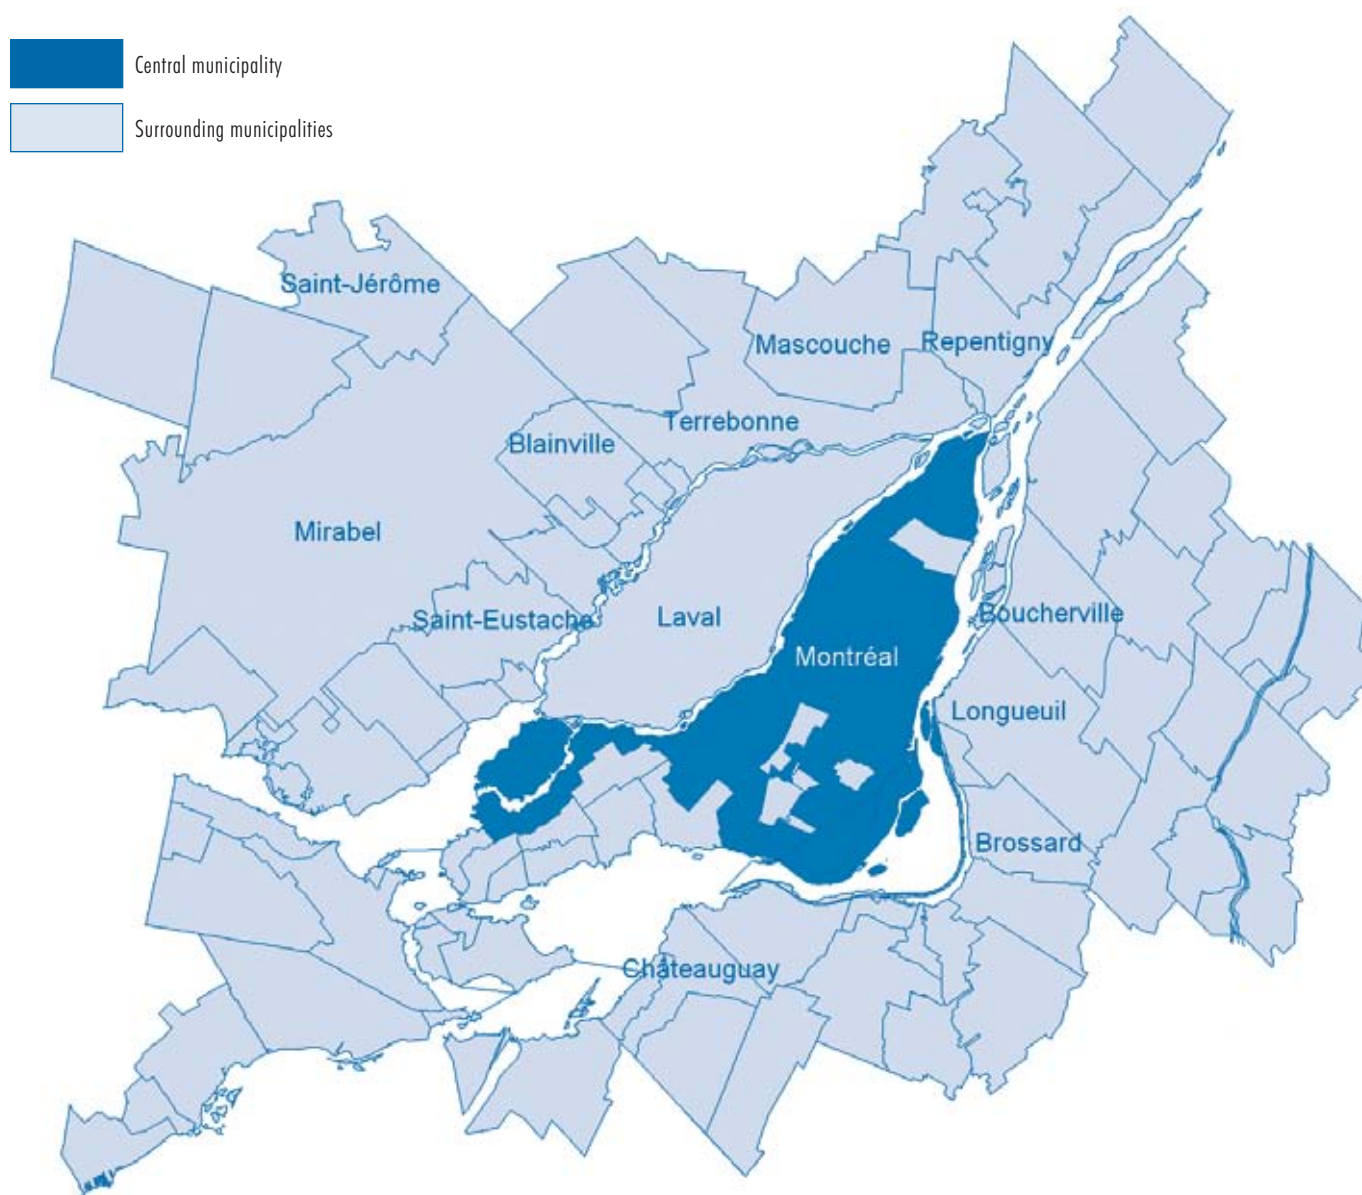 Central municipality
Surrounding municipalities
Saint-Jérôme
Mascouche
Repentigny
Terrebonne
Blainville
Mirabel
Saint-Eustache
Laval
Boucherville
Montréal
Longueuil
Brossard
Châteauguay